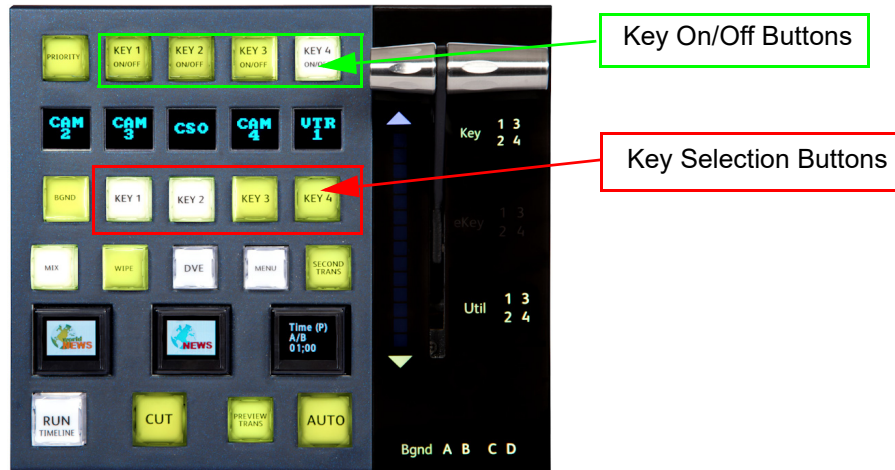 Key On/Off Buttons
PRIORITY
KEY 1
ON/OFF
KEY 2
ON/OFF
KEY 3
ON/OFF
KEY 4
CAM
2
CAM
3
CSO
CAM
4
VTR
1
Key 1 3
2 4
Key Selection Buttons
BGND
KEY 1
KEY 2
KEY 3
KEY 4
eKey 1 3
2 4
MIX
WIPE
DVE
MENU
SECOND
TRANS
Util 1 3
2 4
world
NEWS
NEWS
Time (P)
A/B
01;00
RUN
TIMELINE
CUT
PREVIEW
TRANS
AUTO
Bgnd A B C D